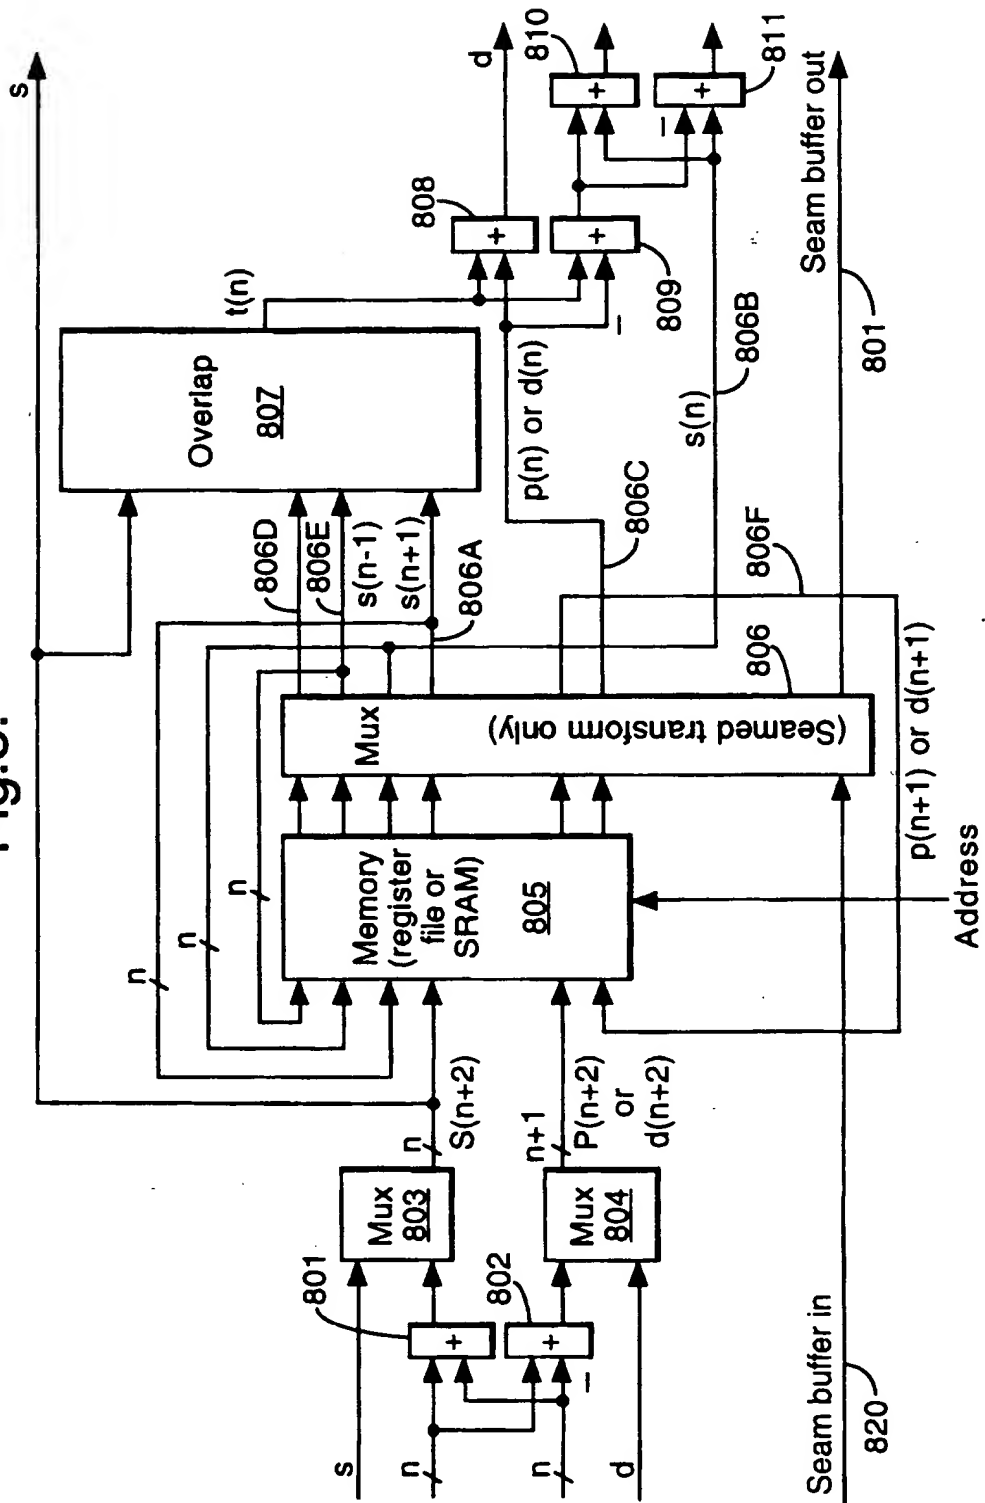 Fig.8.
s
s
n
n
d
801
802
Mux
803
Mux
804
n
S(n+2)
n+1
P(n+2)
or
d(n+2)
n
n
n
Memory
(register
file or
SRAM)
805
Address
Mux
(Seamed transform only)
806
806D
806E
s(n-1)
s(n+1)
806A
806C
806F
p(n+1) or d(n+1)
Overlap
807
t(n)
p(n) or d(n)
s(n)
806B
808
+
809
+
–
d
810
+
811
+
–
+
+
–
Seam buffer in
820
Seam buffer out
801